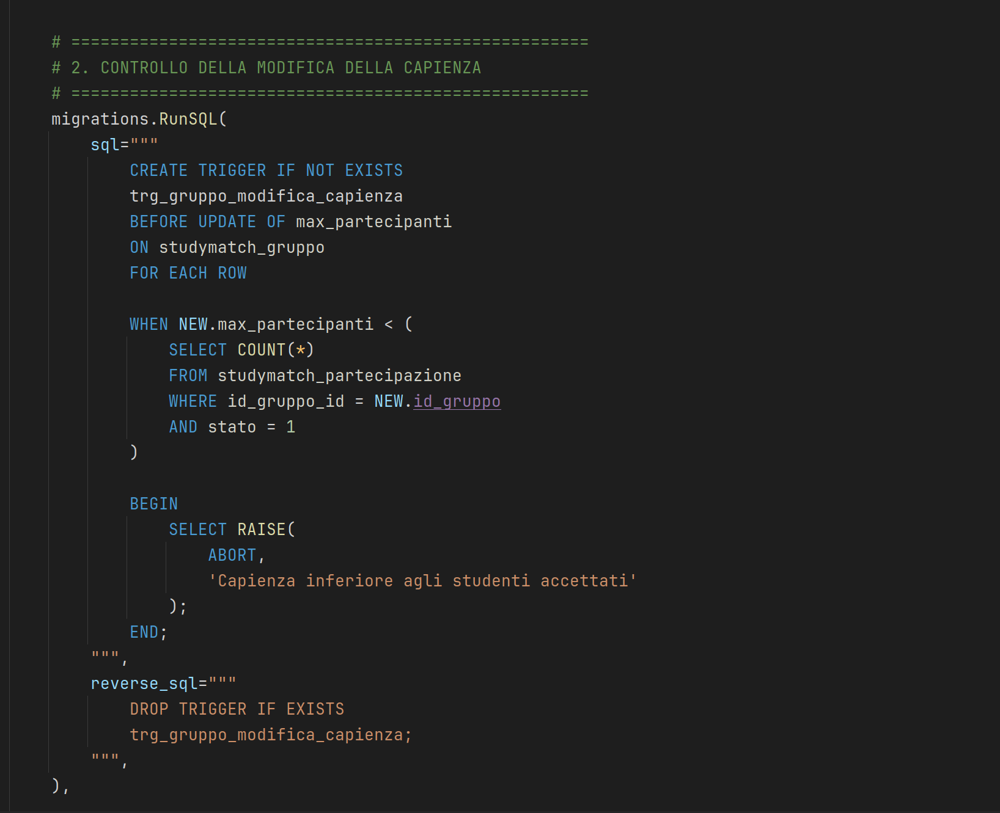 # =====================================================
# 2. CONTROLLO DELLA MODIFICA DELLA CAPIENZA
# =====================================================
migrations.RunSQL(
    sql="""
        CREATE TRIGGER IF NOT EXISTS
        trg_gruppo_modifica_capienza
        BEFORE UPDATE OF max_partecipanti
        ON studymatch_gruppo
        FOR EACH ROW

        WHEN NEW.max_partecipanti < (
            SELECT COUNT(*)
            FROM studymatch_partecipazione
            WHERE id_gruppo_id = NEW.id_gruppo
            AND stato = 1
        )

        BEGIN
            SELECT RAISE(
                ABORT,
                'Capienza inferiore agli studenti accettati'
            );
        END;
    """,
    reverse_sql="""
        DROP TRIGGER IF EXISTS
        trg_gruppo_modifica_capienza;
    """,
),